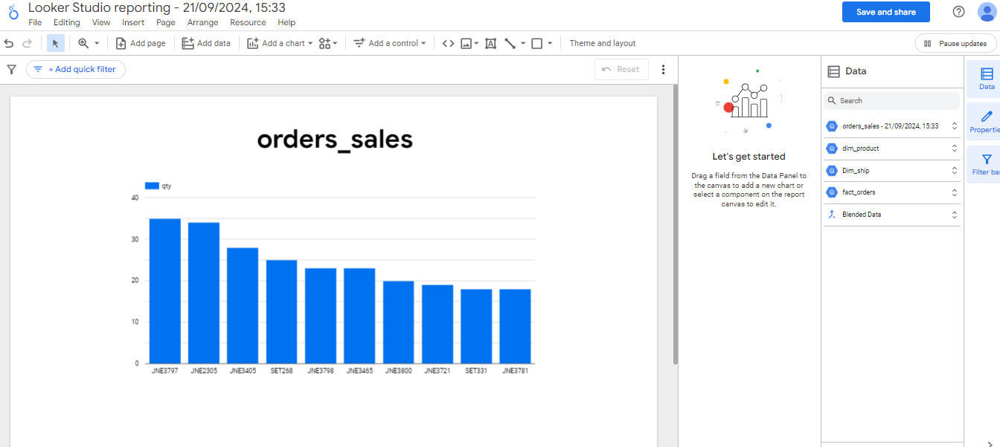 Looker Studio reporting - 21/09/2024, 15:33
File Editing View Insert Page Arrange Resource Help
Save and share
Add page Add data Add a chart Add a control Theme and layout
Pause updates
+ Add quick filter
Reset
orders_sales
qty
40
30
20
10
0
JNE3797 JNE2305 JNE3405 SET268 JNE3798 JNE3465 JNE3800 JNE3721 SET331 JNE3781
Let's get started
Drag a field from the Data Panel to
the canvas to add a new chart or
select a component on the report
canvas to edit it.
Data
Search
orders_sales - 21/09/2024, 15:33
dim_product
Dim_ship
fact_orders
Blended Data
Data
Propertie
Filter ba